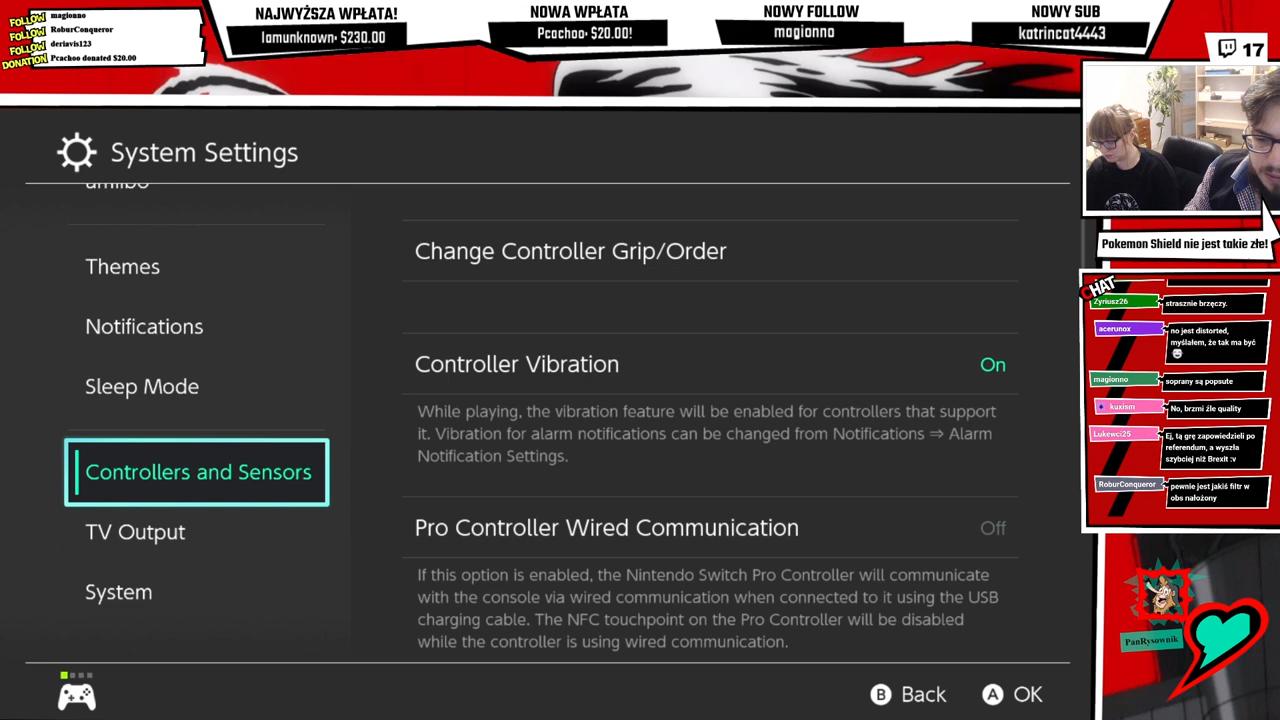 FOLLOW magionno
FOLLOW RoburConqueror
FOLLOW deriavis123
DONATION Pcachoo donated $20.00
NAJWYŻSZA WPŁATA!
lamunknown: $230.00
NOWA WPŁATA
Pcachoo: $20.00!
NOWY FOLLOW
magionno
NOWY SUB
katrincat4443
17
System Settings
amiibo
Themes
Notifications
Sleep Mode
Controllers and Sensors
TV Output
System
Change Controller Grip/Order
Controller Vibration On
While playing, the vibration feature will be enabled for controllers that support
it. Vibration for alarm notifications can be changed from Notifications ⇒ Alarm
Notification Settings.
Pro Controller Wired Communication Off
If this option is enabled, the Nintendo Switch Pro Controller will communicate
with the console via wired communication when connected to it using the USB
charging cable. The NFC touchpoint on the Pro Controller will be disabled
while the controller is using wired communication.
B Back A OK
Pokemon Shield nie jest takie złe!
CHAT
Zyriusz26 strasznie brzęczy.
acerunox no jest distorted,
myślałem, że tak ma być
magionno soprany są popsute
kuxism No, brzmi źle quality
Lukewci25 Ej, tą grę zapowiedzieli po
referendum, a wyszła
szybciej niż Brexit :v
RoburConqueror pewnie jest jakiś filtr w
obs nałożony
PanRysownik